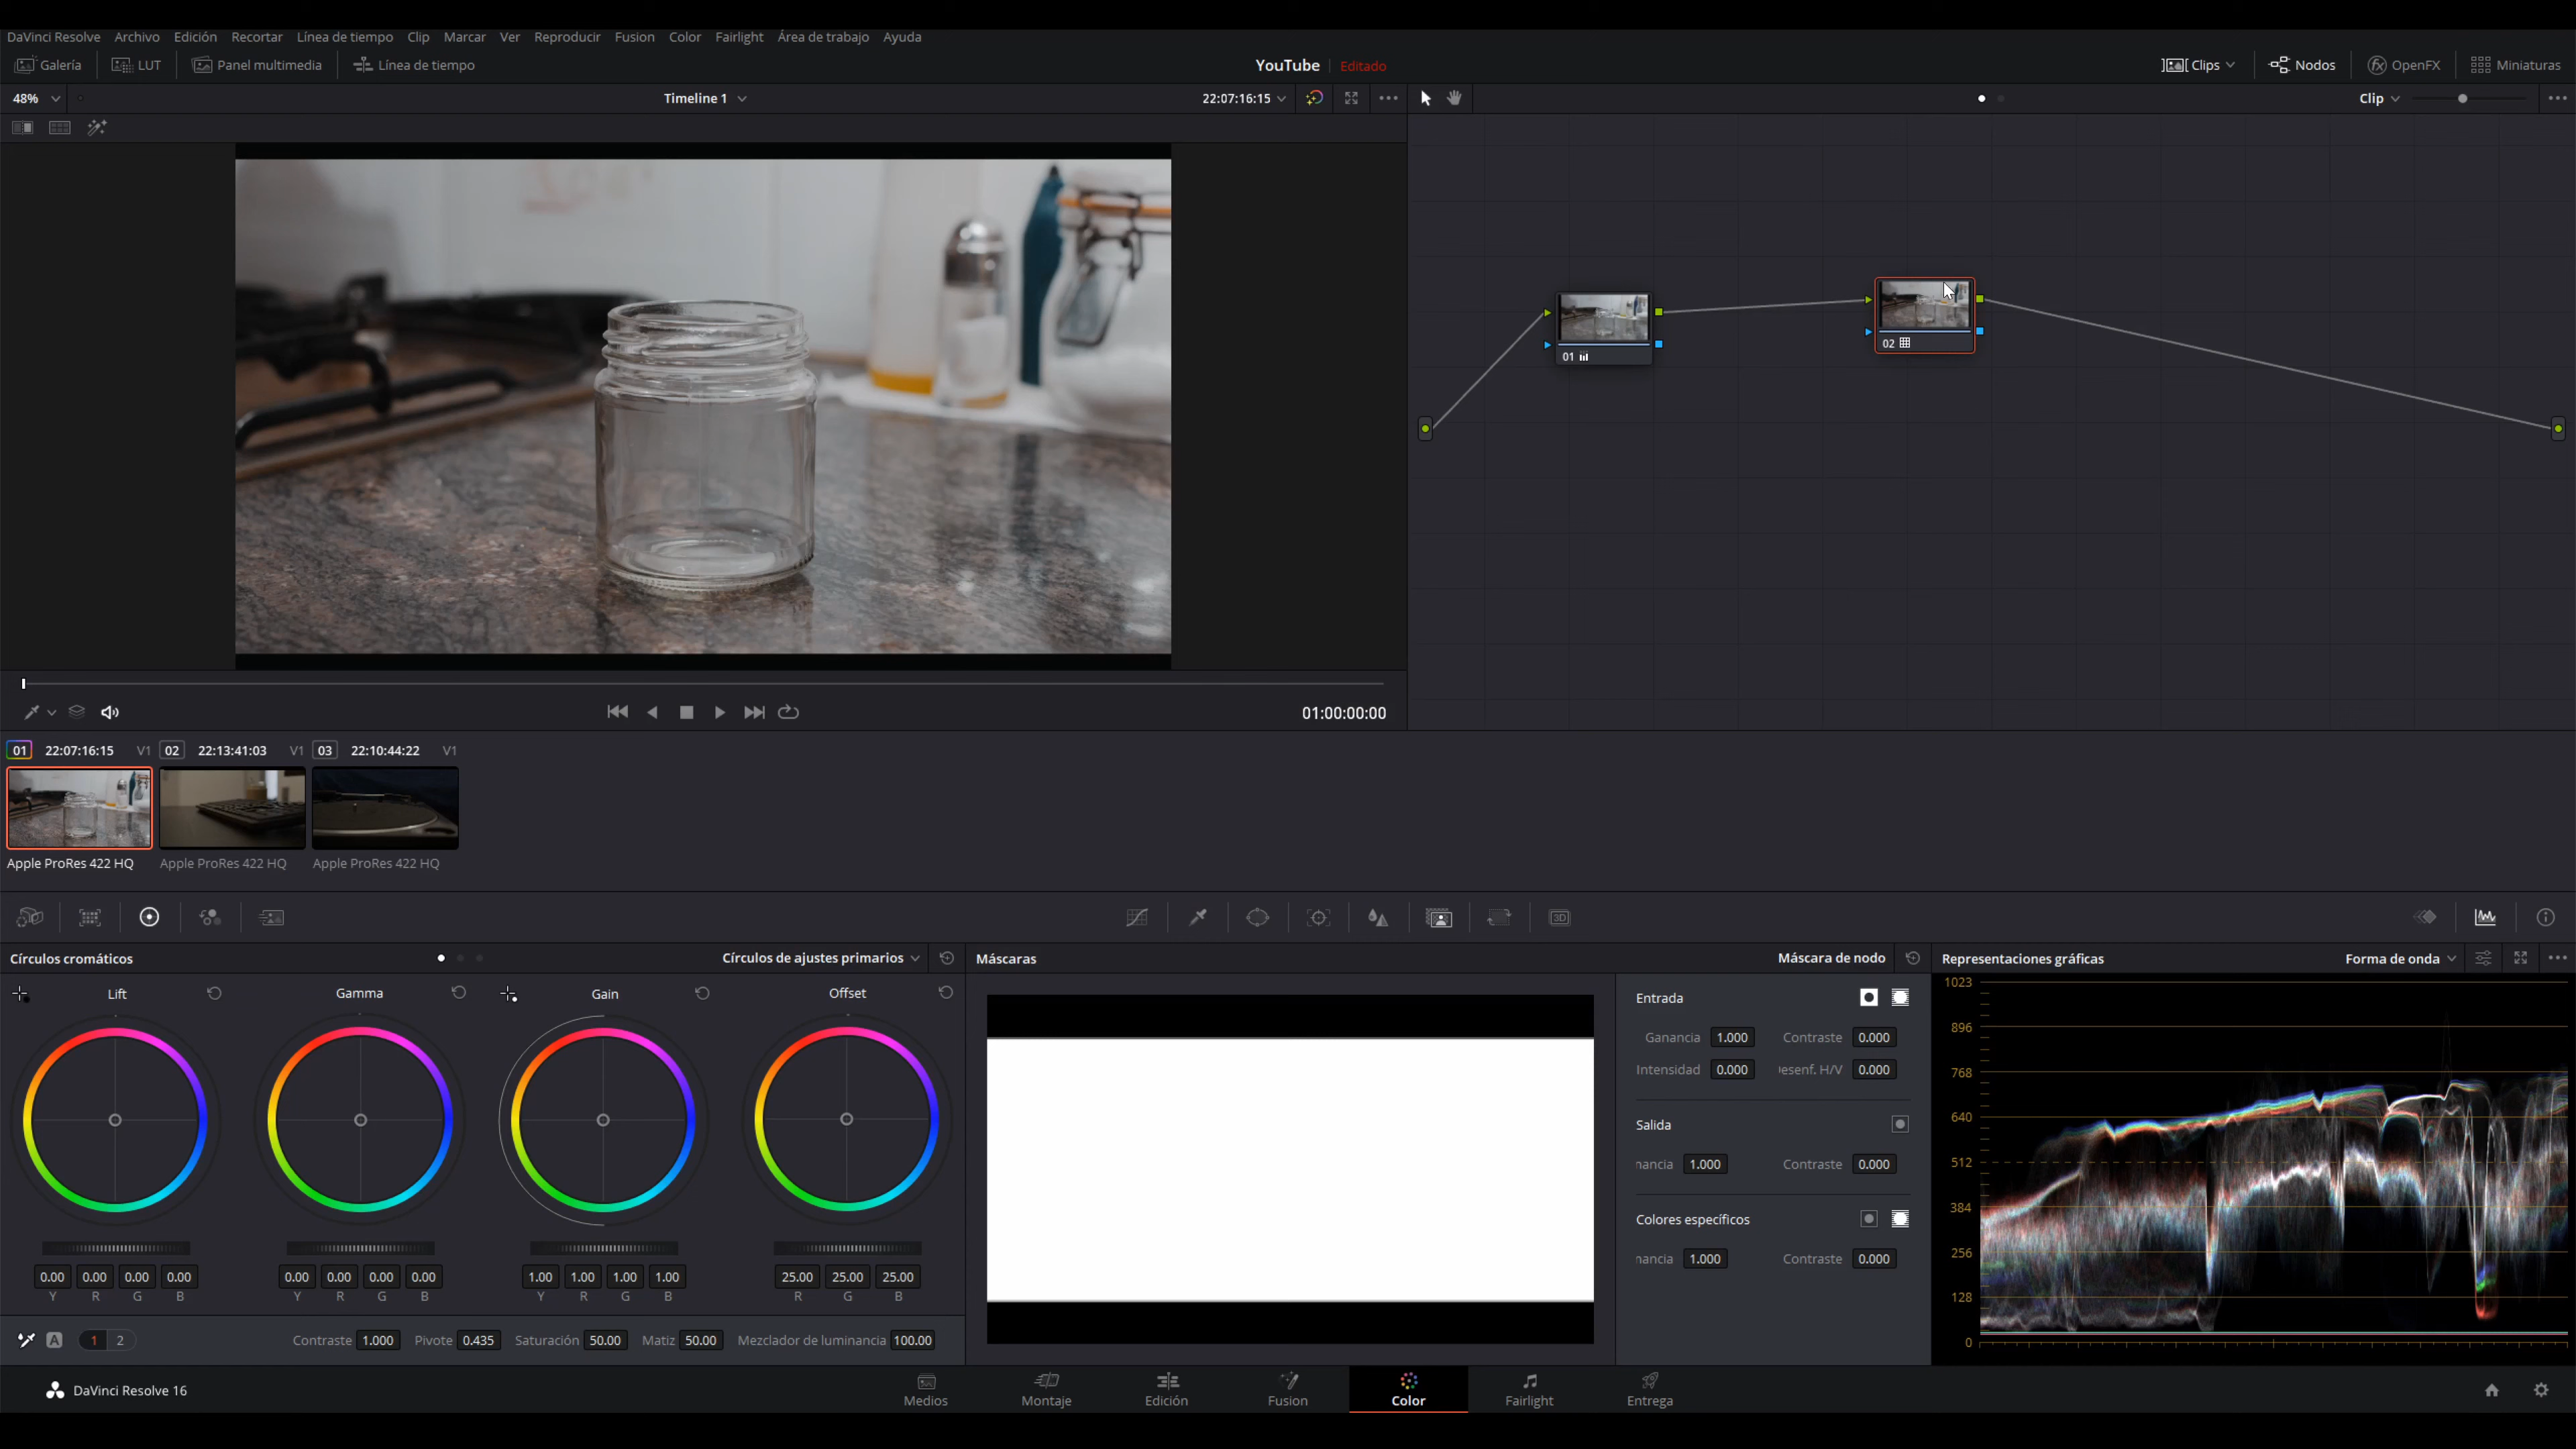 DaVinci Resolve Archivo Edición Recortar Línea de tiempo Clip Marcar Ver Reproducir Fusion Color Fairlight Área de trabajo Ayuda
Galería LUT Panel multimedia Línea de tiempo YouTube Editado Clips Nodos OpenFX Miniaturas
48% Timeline 1 22:07:16:15 Clip
01
02
01:00:00:00
01 22:07:16:15 V1 02 22:13:41:03 V1 03 22:10:44:22 V1
Apple ProRes 422 HQ Apple ProRes 422 HQ Apple ProRes 422 HQ
3D
Círculos cromáticos Círculos de ajustes primarios
Lift Gamma Gain Offset
0.00 0.00 0.00 0.00 0.00 0.00 0.00 0.00 1.00 1.00 1.00 1.00 25.00 25.00 25.00
Y R G B Y R G B Y R G B R G B
A 1 2 Contraste 1.000 Pivote 0.435 Saturación 50.00 Matiz 50.00 Mezclador de luminancia 100.00
Máscaras Máscara de nodo
Entrada
Ganancia 1.000 Contraste 0.000
Intensidad 0.000 esenf. H/V 0.000
Salida
nancia 1.000 Contraste 0.000
Colores específicos
nancia 1.000 Contraste 0.000
Representaciones gráficas Forma de onda
1023
896
768
640
512
384
256
128
0
DaVinci Resolve 16 Medios Montaje Edición Fusion Color Fairlight Entrega